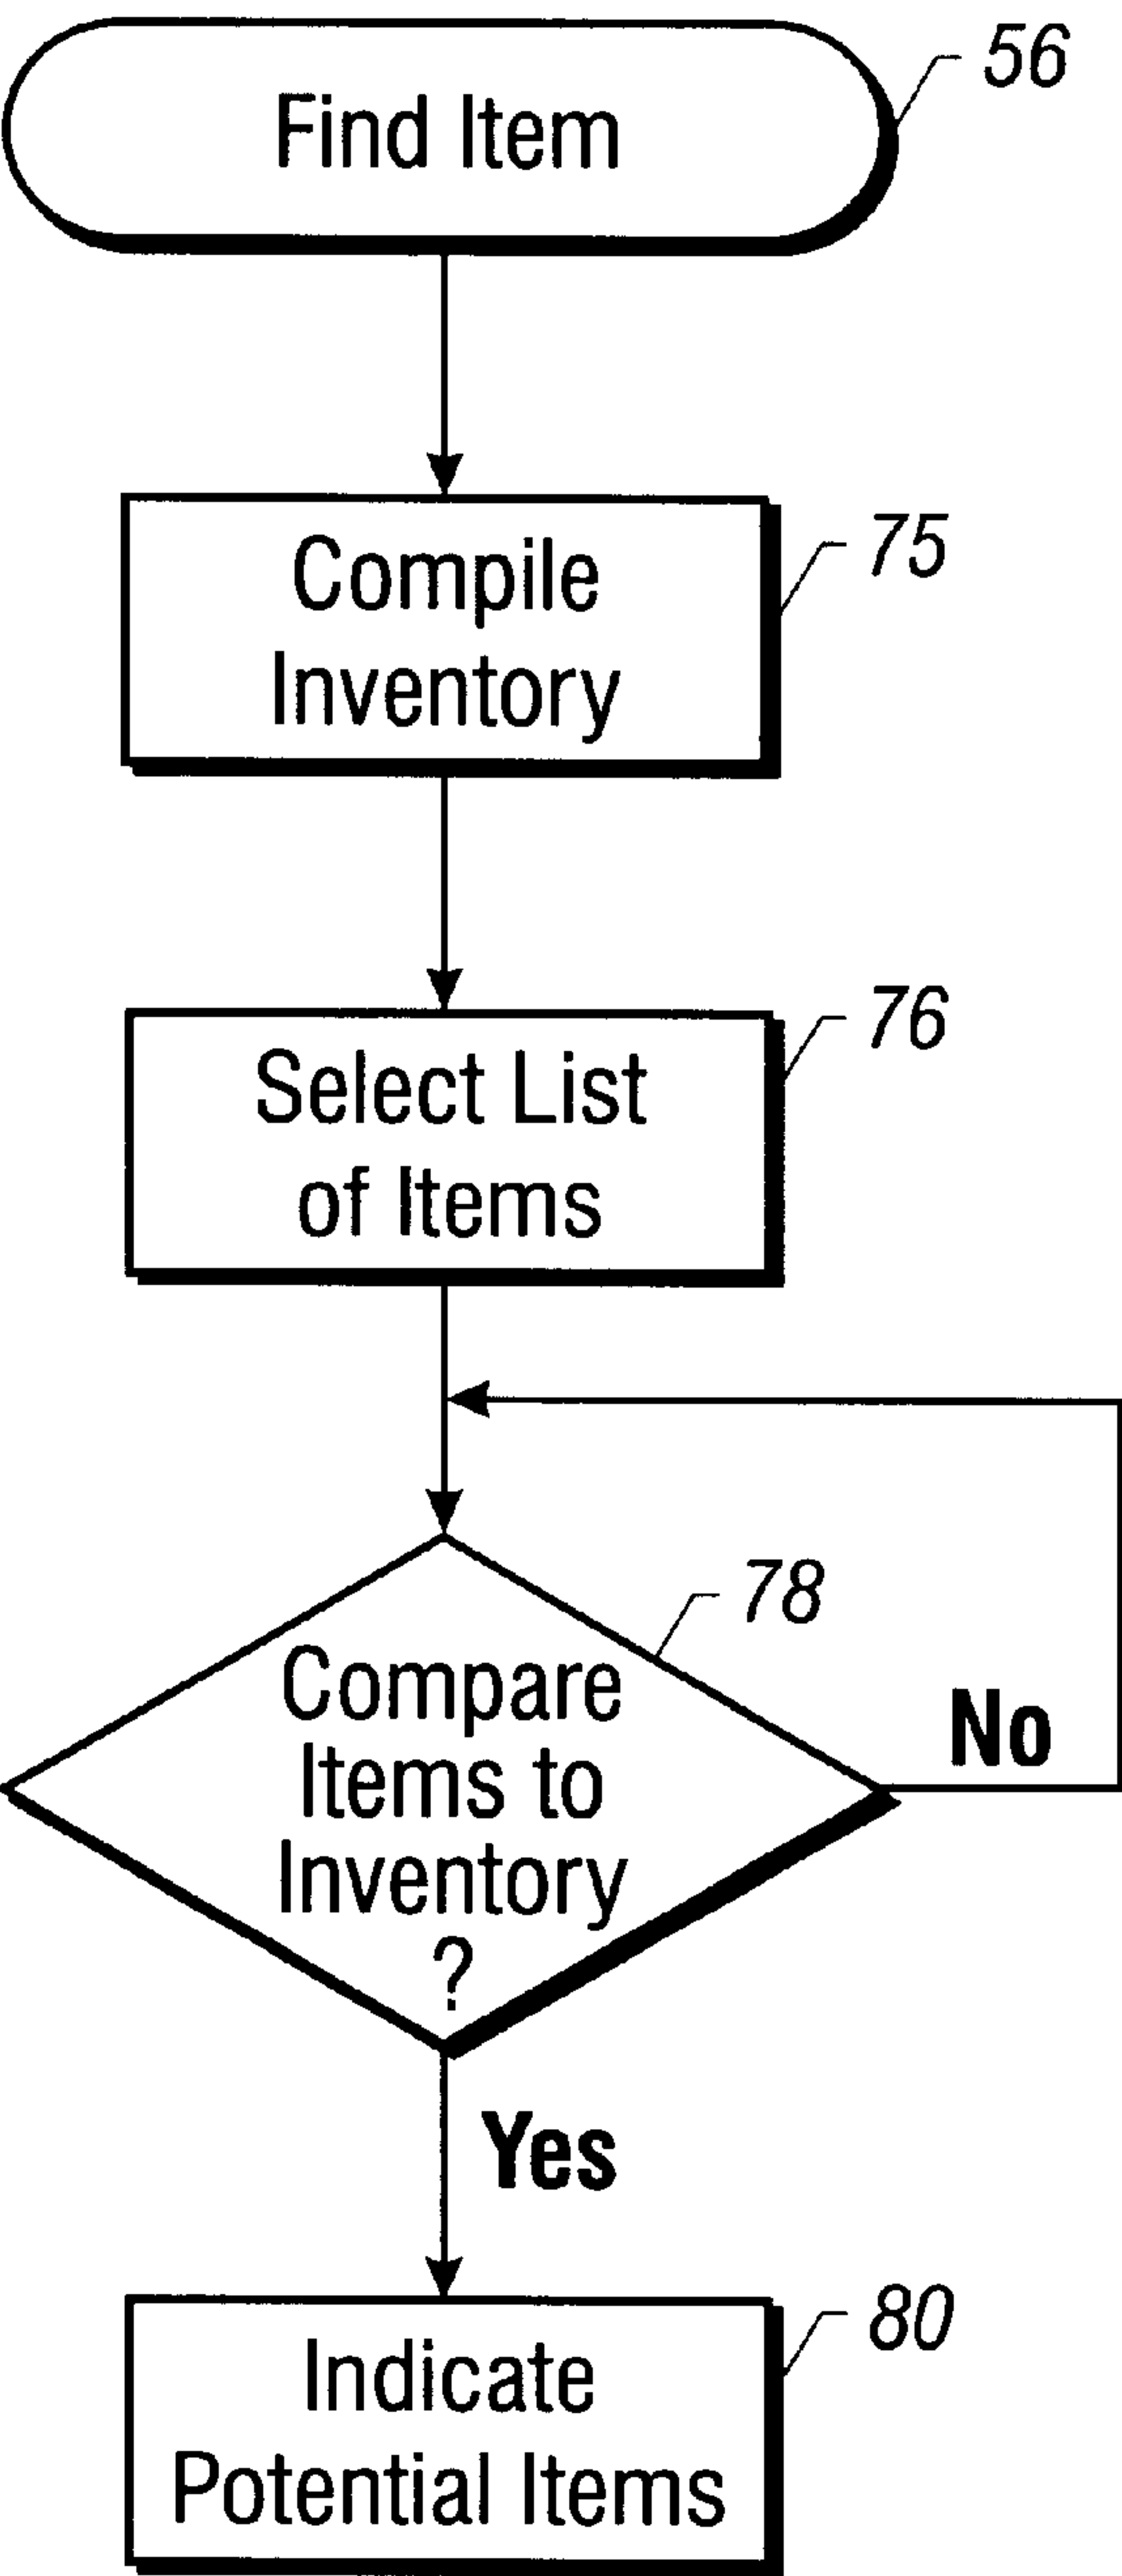 Find Item
56
Compile
Inventory
75
Select List
of Items
76
78
Compare
Items to
Inventory
?
No
Yes
Indicate
Potential Items
80